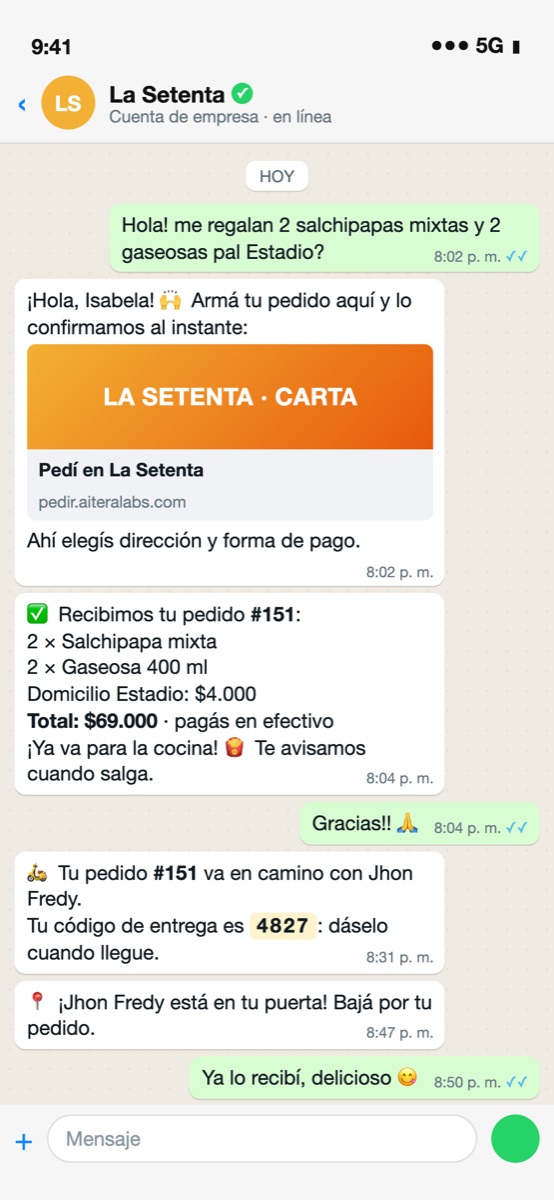 9:41
5G
‹
LS
La Setenta
Cuenta de empresa · en línea
HOY
Hola! me regalan 2 salchipapas mixtas y 2
gaseosas pal Estadio?
8:02 p. m.
¡Hola, Isabela! 🙌 Armá tu pedido aquí y lo
confirmamos al instante:
LA SETENTA · CARTA
Pedí en La Setenta
pedir.aiteralabs.com
Ahí elegís dirección y forma de pago.
8:02 p. m.
✅ Recibimos tu pedido #151:
2 × Salchipapa mixta
2 × Gaseosa 400 ml
Domicilio Estadio: $4.000
Total: $69.000 · pagás en efectivo
¡Ya va para la cocina! 🍟 Te avisamos
cuando salga.
8:04 p. m.
Gracias!! 🙏
8:04 p. m.
🛵 Tu pedido #151 va en camino con Jhon
Fredy.
Tu código de entrega es 4827 : dáselo
cuando llegue.
8:31 p. m.
📍 ¡Jhon Fredy está en tu puerta! Bajá por tu
pedido.
8:47 p. m.
Ya lo recibí, delicioso 😋
8:50 p. m.
+
Mensaje